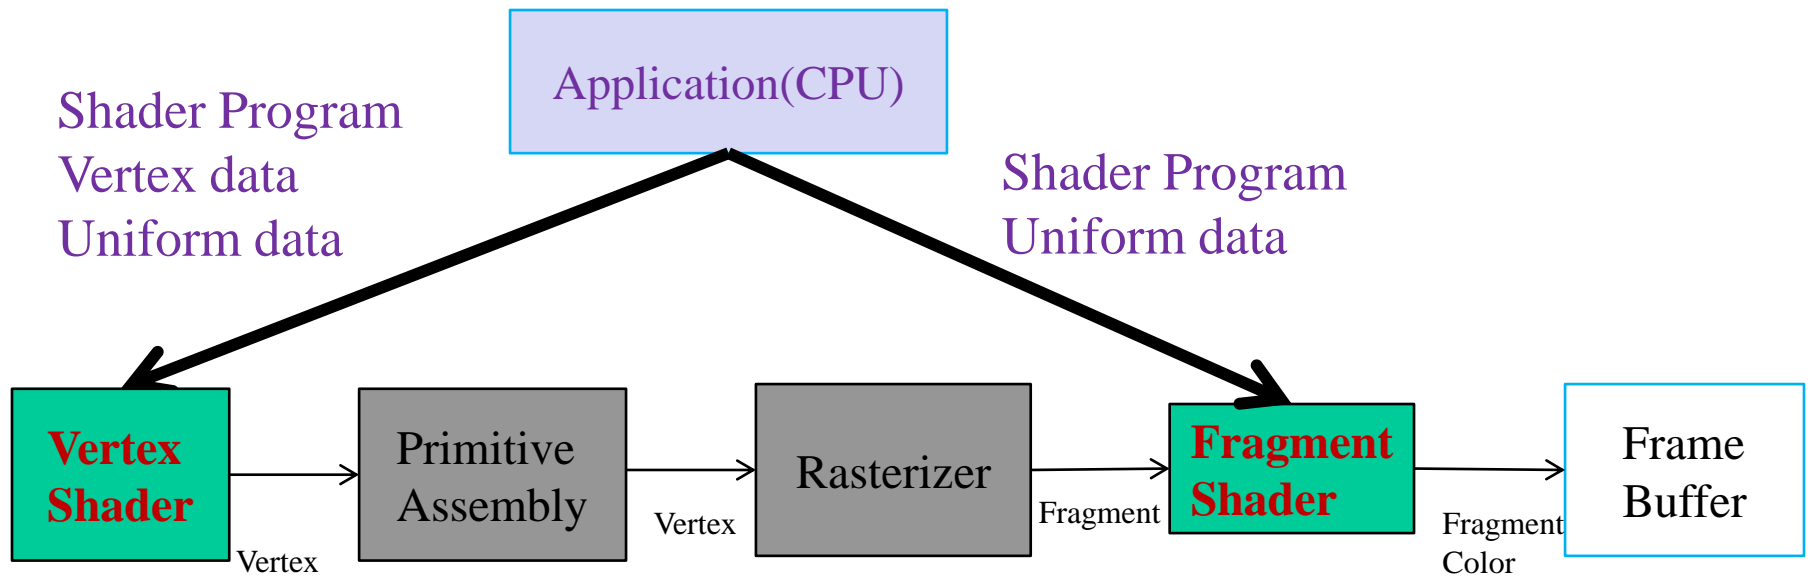 Application(CPU)
Shader Program
Vertex data
Uniform data
Shader Program
Uniform data
Vertex
Shader
Vertex
Primitive
Assembly
Vertex
Rasterizer
Fragment
Fragment
Shader
Fragment
Color
Frame
Buffer